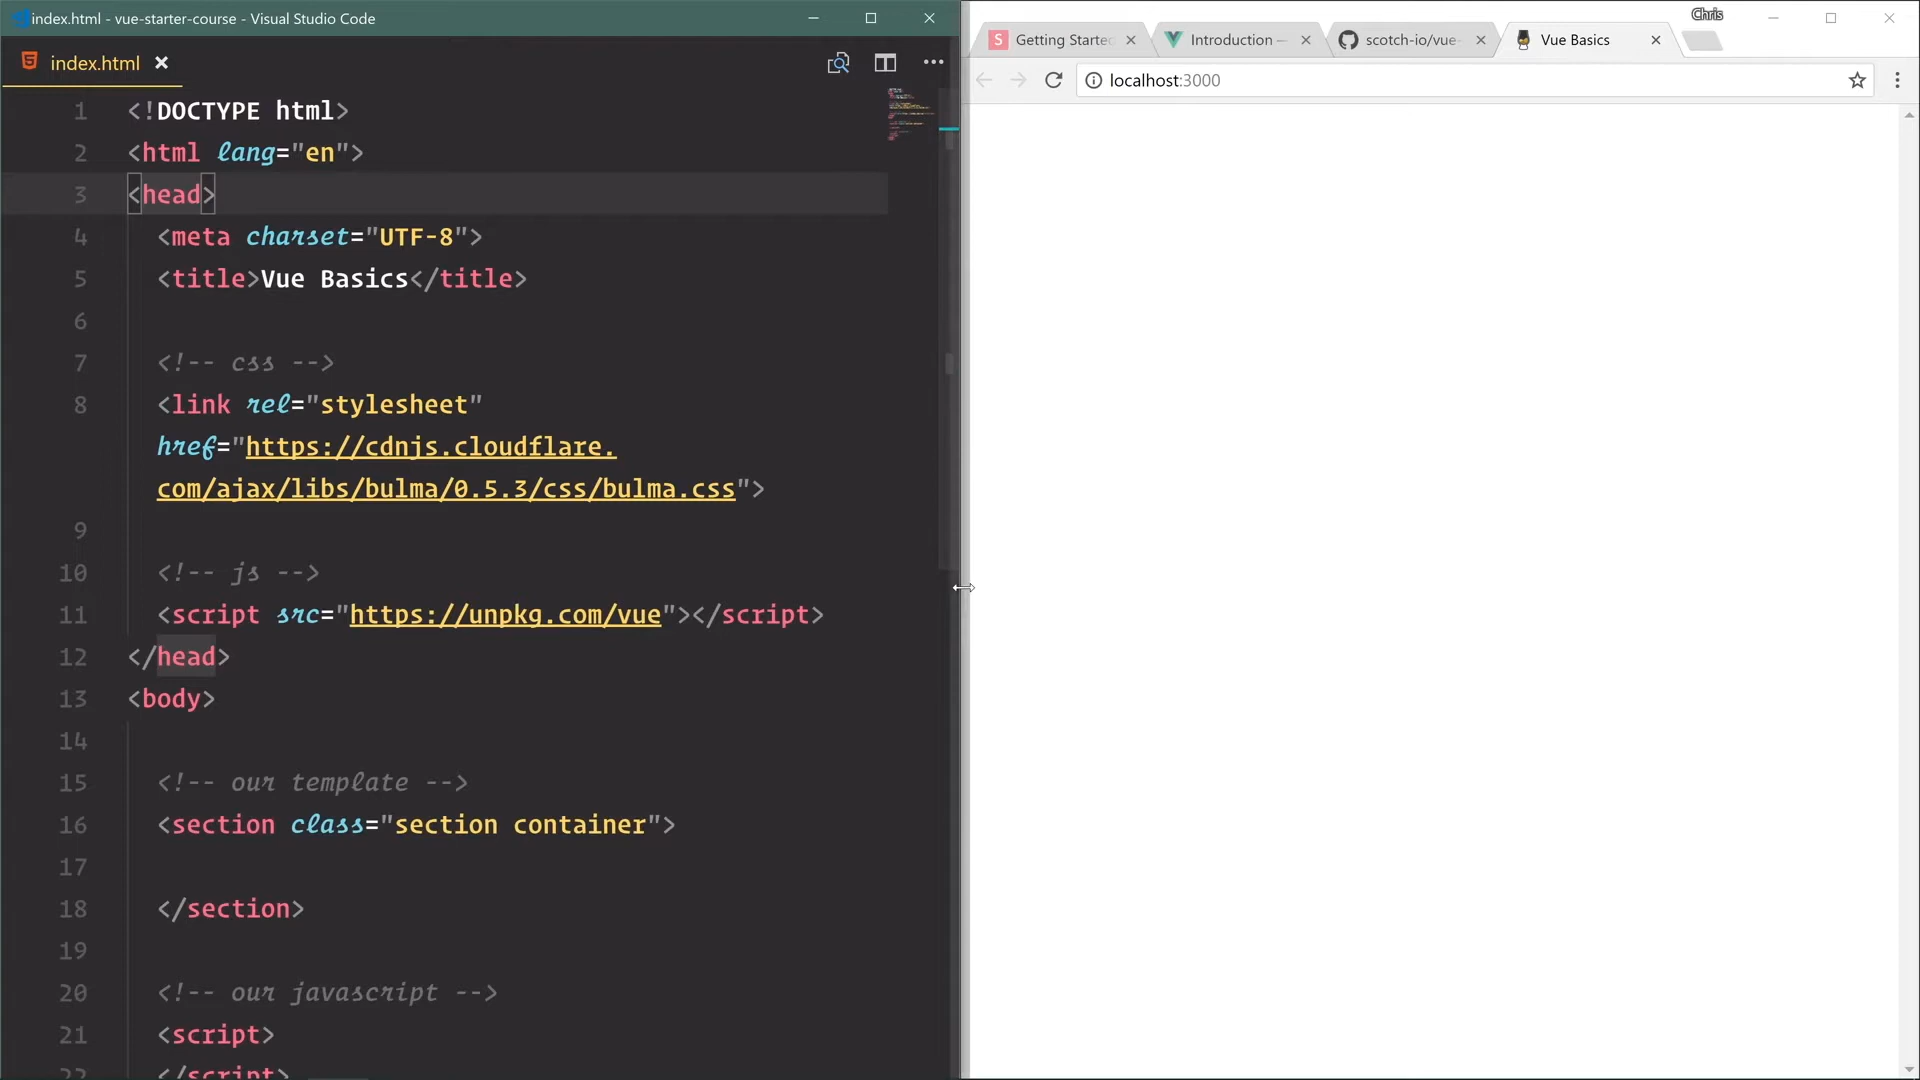 index.html - vue-starter-course - Visual Studio Code
index.html
1 <!DOCTYPE html>
2 <html lang="en">
3 <head>
4 <meta charset="UTF-8">
5 <title>Vue Basics</title>
6
7 <!-- css -->
8 <link rel="stylesheet"
href="https://cdnjs.cloudflare.
com/ajax/libs/bulma/0.5.3/css/bulma.css">
9
10 <!-- js -->
11 <script src="https://unpkg.com/vue"></script>
12 </head>
13 <body>
14
15 <!-- our template -->
16 <section class="section container">
17
18 </section>
19
20 <!-- our javascript -->
21 <script>
22 </script>
Chris
S Getting Starte
Introduction —
scotch-io/vue-
Vue Basics
localhost:3000